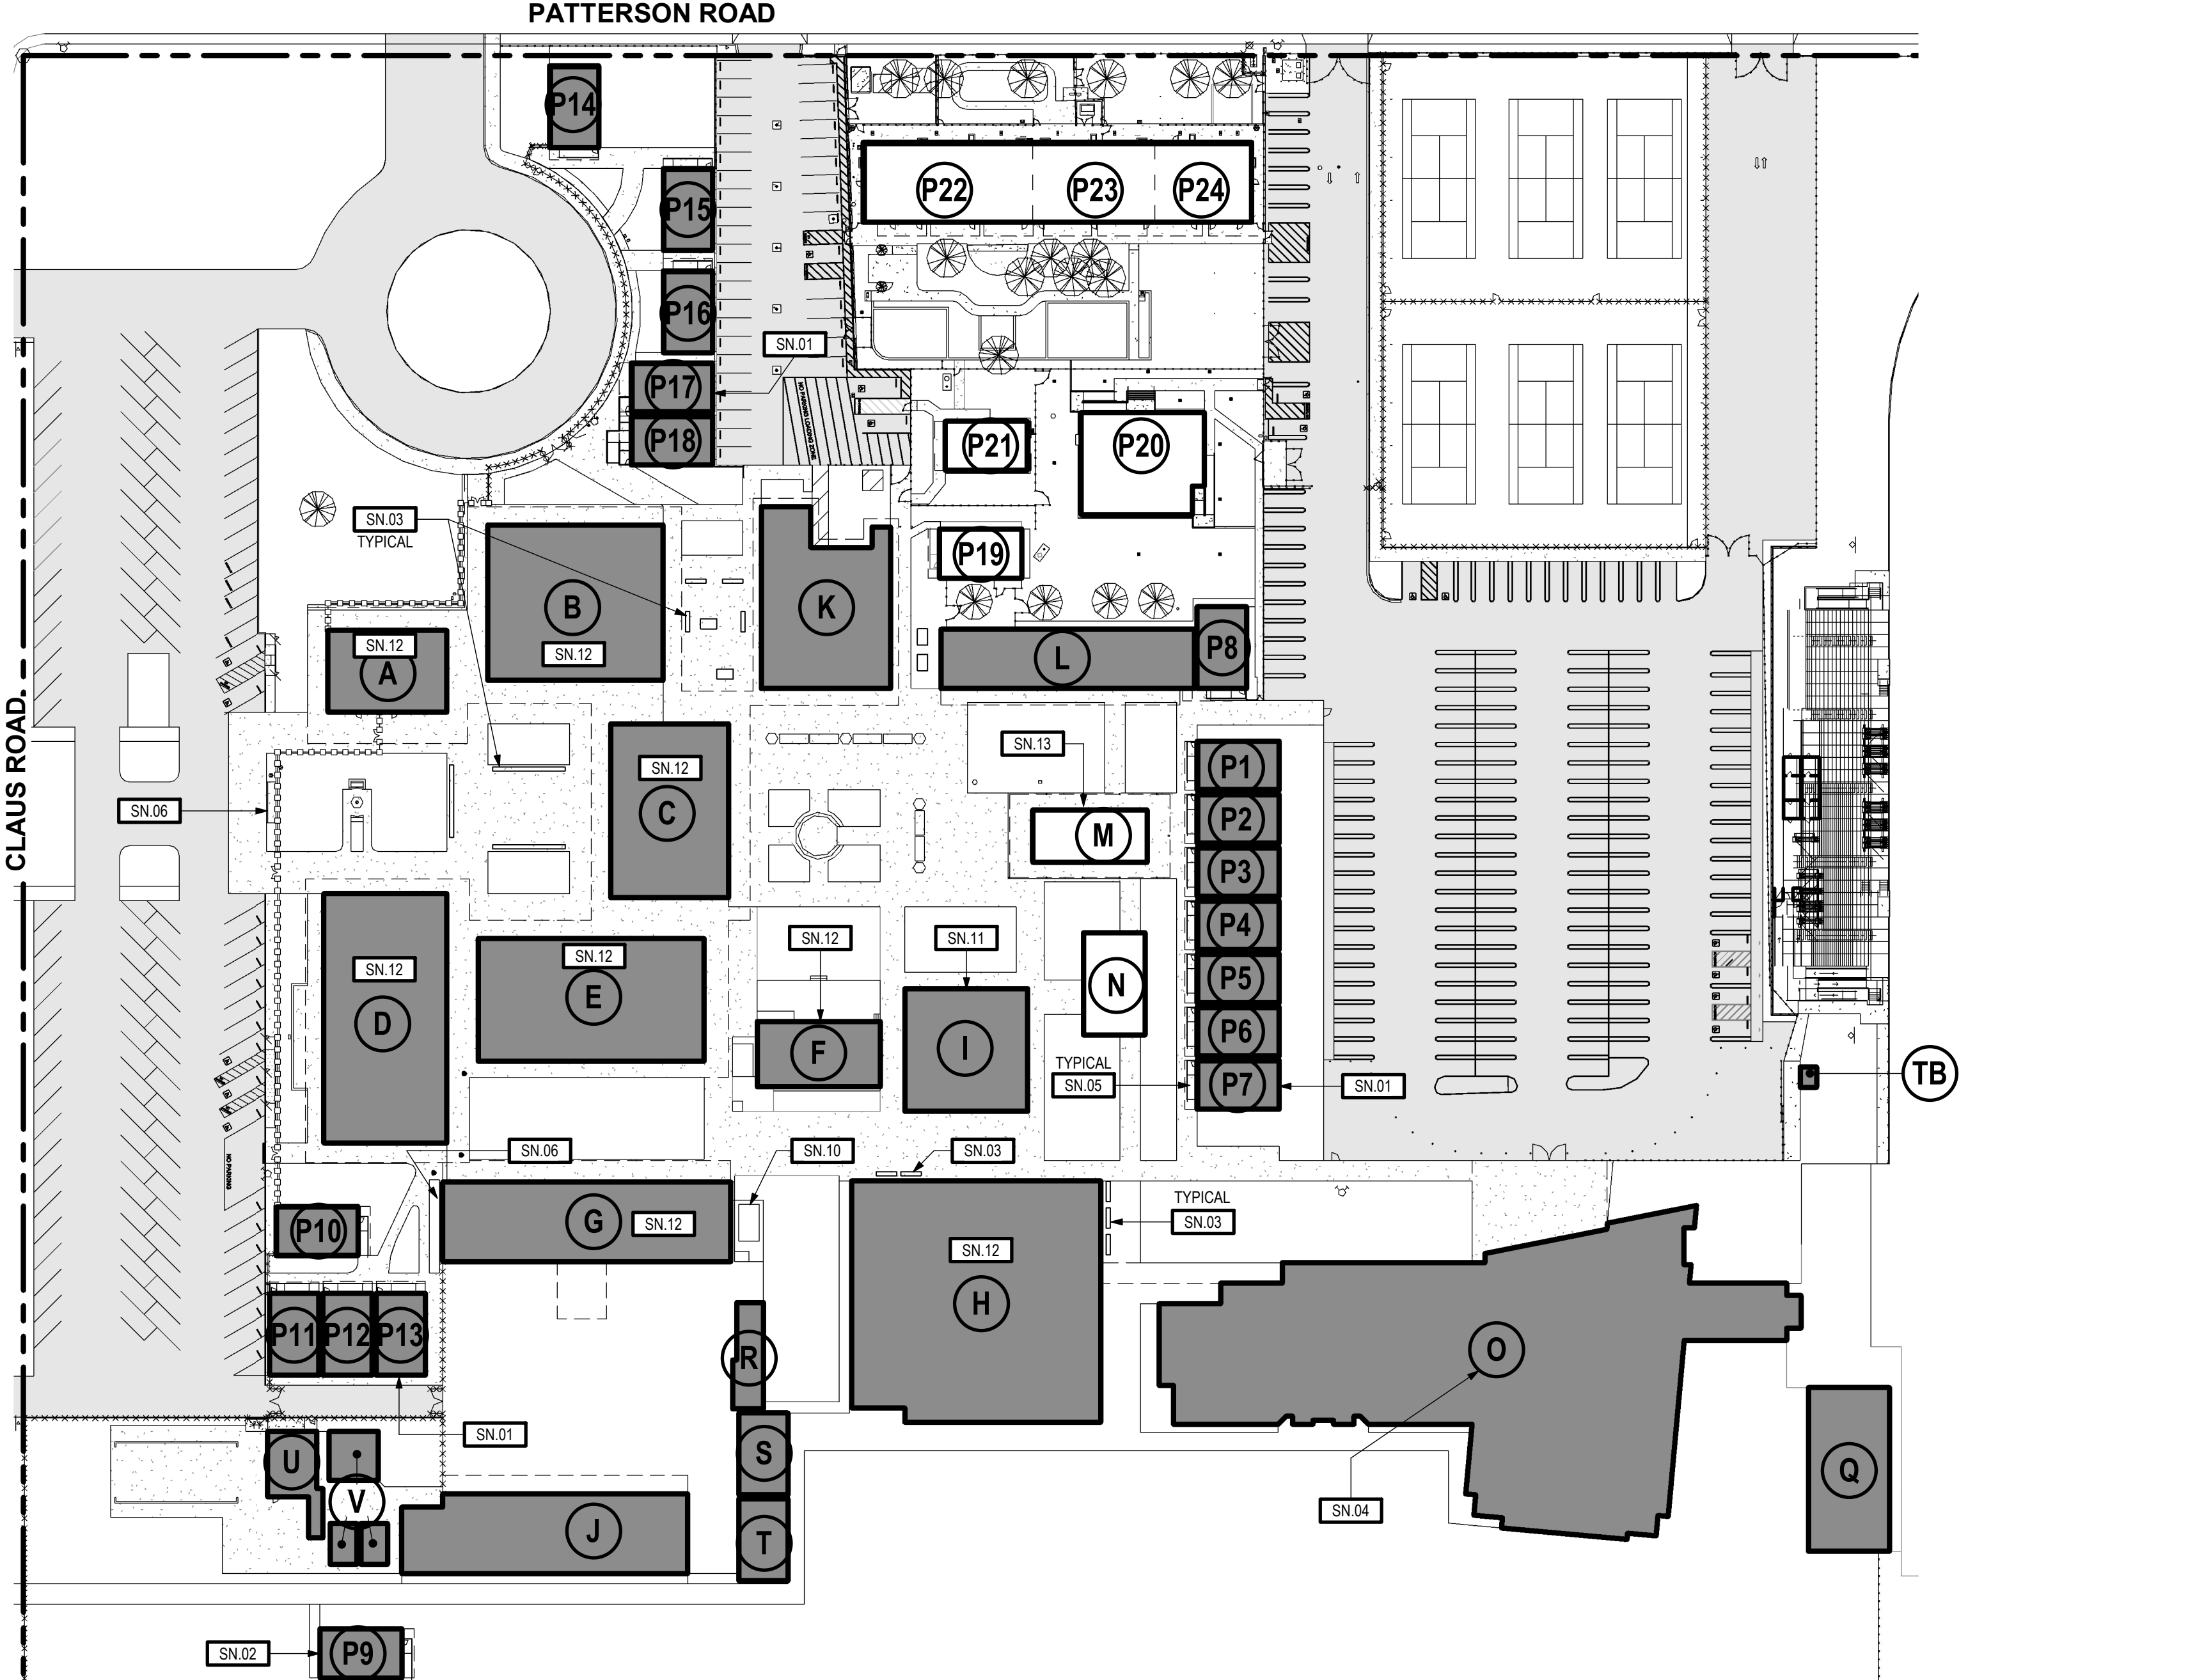 PATTERSON ROAD
P14
P15
P22
P23
P24
P16
SN.01
P17
P18
NO PARKING LOADING ZONE
P21
P20
SN.03
TYPICAL
P19
B
SN.12
K
SN.12
A
L
P8
CLAUS ROAD
SN.12
C
SN.13
P1
SN.06
M
P2
P3
P4
SN.12
D
SN.12
E
SN.12
F
SN.11
I
N
P5
P6
TYPICAL
SN.05
P7
SN.01
TB
NO PARKING
SN.06
SN.10
SN.03
P10
G
SN.12
TYPICAL
SN.03
SN.12
H
P11
P12
P13
R
O
SN.01
U
V
S
Q
SN.04
J
T
SN.02
P9